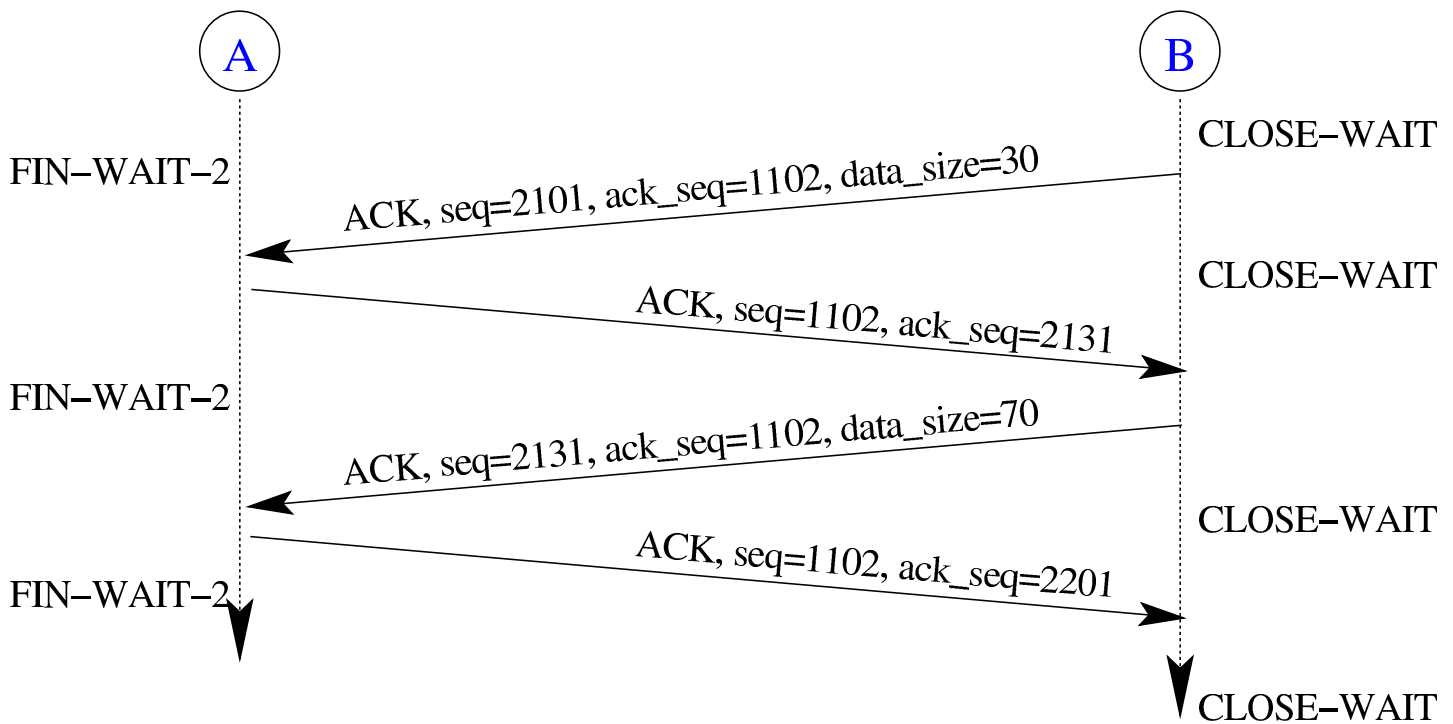 A
B
CLOSE–WAIT
FIN–WAIT–2
ACK, seq=2101, ack_seq=1102, data_size=30
CLOSE–WAIT
ACK, seq=1102, ack_seq=2131
FIN–WAIT–2
ACK, seq=2131, ack_seq=1102, data_size=70
CLOSE–WAIT
ACK, seq=1102, ack_seq=2201
FIN–WAIT–2
CLOSE–WAIT